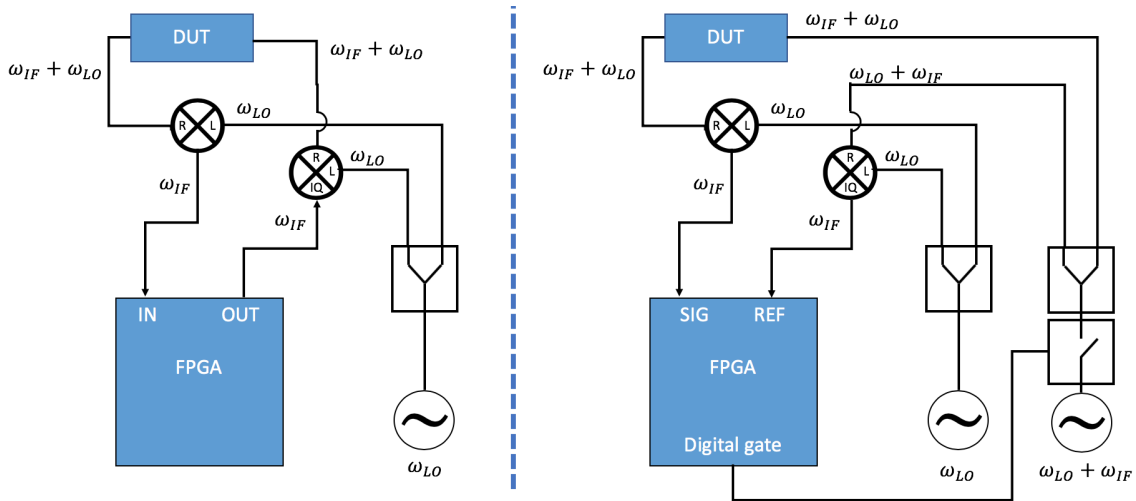 DUT
ω_IF + ω_LO
ω_IF + ω_LO
R L
ω_LO
R
L
IQ
ω_LO
ω_IF
ω_IF
IN OUT
FPGA
ω_LO
DUT
ω_IF + ω_LO
ω_IF + ω_LO
ω_LO + ω_IF
R L
ω_LO
R
L
IQ
ω_LO
ω_IF
ω_IF
SIG REF
FPGA
Digital gate
ω_LO
ω_LO + ω_IF